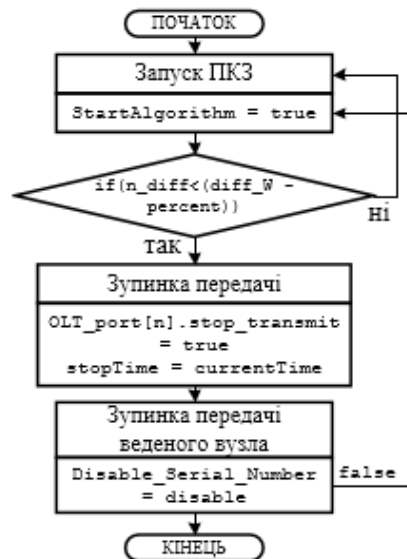 ПОЧАТОК
Запуск ПКЗ
StartAlgorithm = true
if(n_diff<(diff_W -
percent))
ні
так
Зупинка передачі
OLT_port[n].stop_transmit
= true
stopTime = currentTime
Зупинка передачі
веденого вузла
Disable_Serial_Number
= disable
false
КІНЕЦЬ